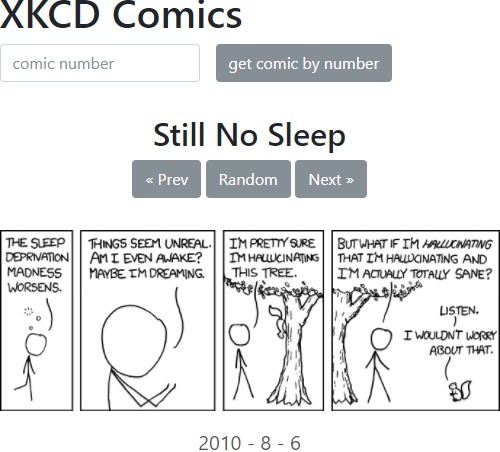 XKCD Comics
comic number
get comic by number
Still No Sleep
« Prev
Random
Next »
THE SLEEP
DEPRIVATION
MADNESS
WORSENS.
THINGS SEEM UNREAL.
AM I EVEN AWAKE?
MAYBE I'M DREAMING.
I'M PRETTY SURE
I'M HALLUCINATING
THIS TREE.
BUT WHAT IF I'M HALLUCINATING
THAT I'M HALLUCINATING AND
I'M ACTUALLY TOTALLY SANE?
LISTEN.
I WOULDN'T WORRY
ABOUT THAT.
2010 - 8 - 6